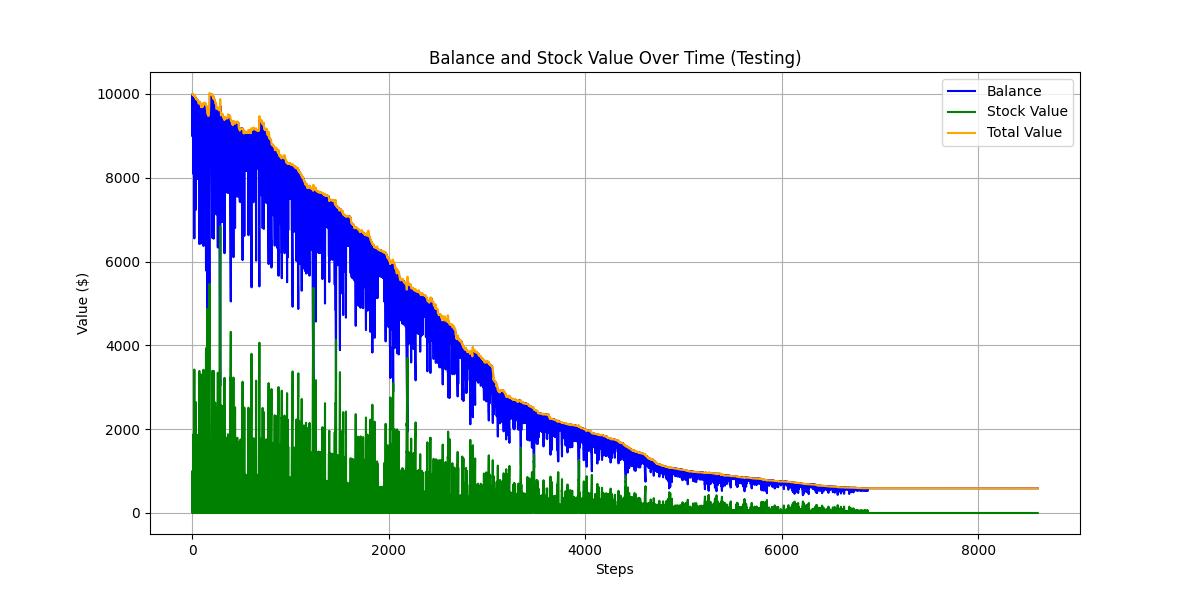 Balance and Stock Value Over Time (Testing)
Balance
Stock Value
Total Value
Value ($)
10000
8000
6000
4000
2000
0
0 2000 4000 6000 8000
Steps